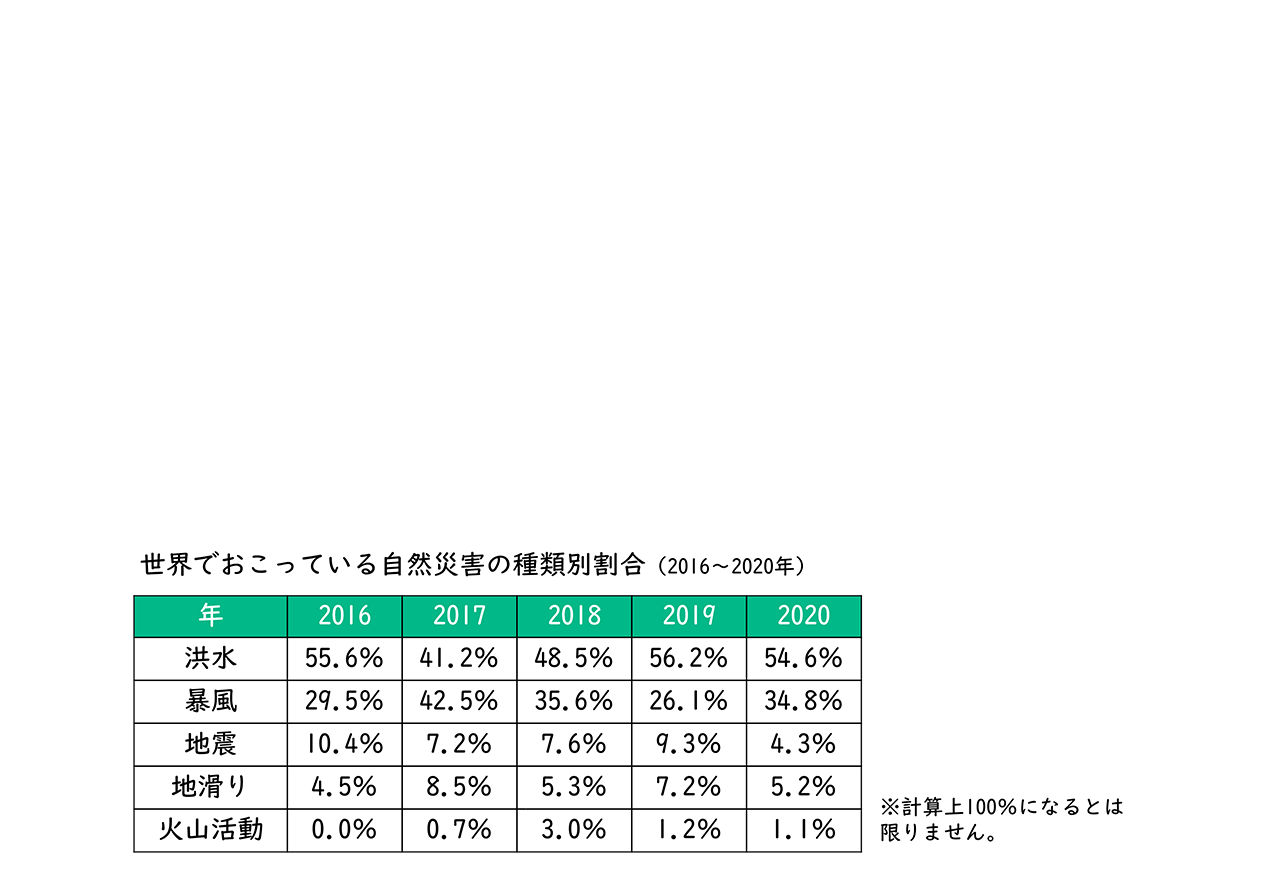 世界でおこっている自然災害の種類別割合（2016～2020年）
年 2016 2017 2018 2019 2020
洪水 55.6% 41.2% 48.5% 56.2% 54.6%
暴風 29.5% 42.5% 35.6% 26.1% 34.8%
地震 10.4% 7.2% 7.6% 9.3% 4.3%
地滑り 4.5% 8.5% 5.3% 7.2% 5.2%
火山活動 0.0% 0.7% 3.0% 1.2% 1.1%
※計算上100%になるとは
限りません。